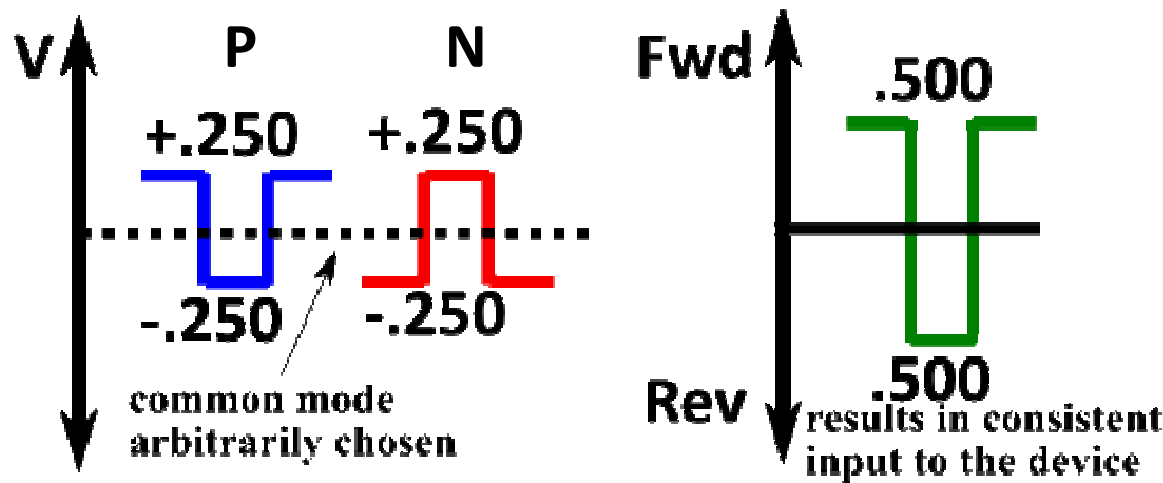 V P N
+.250 +.250
-.250 -.250
common mode
arbitrarily chosen
Fwd
.500
.500
Rev
results in consistent
input to the device